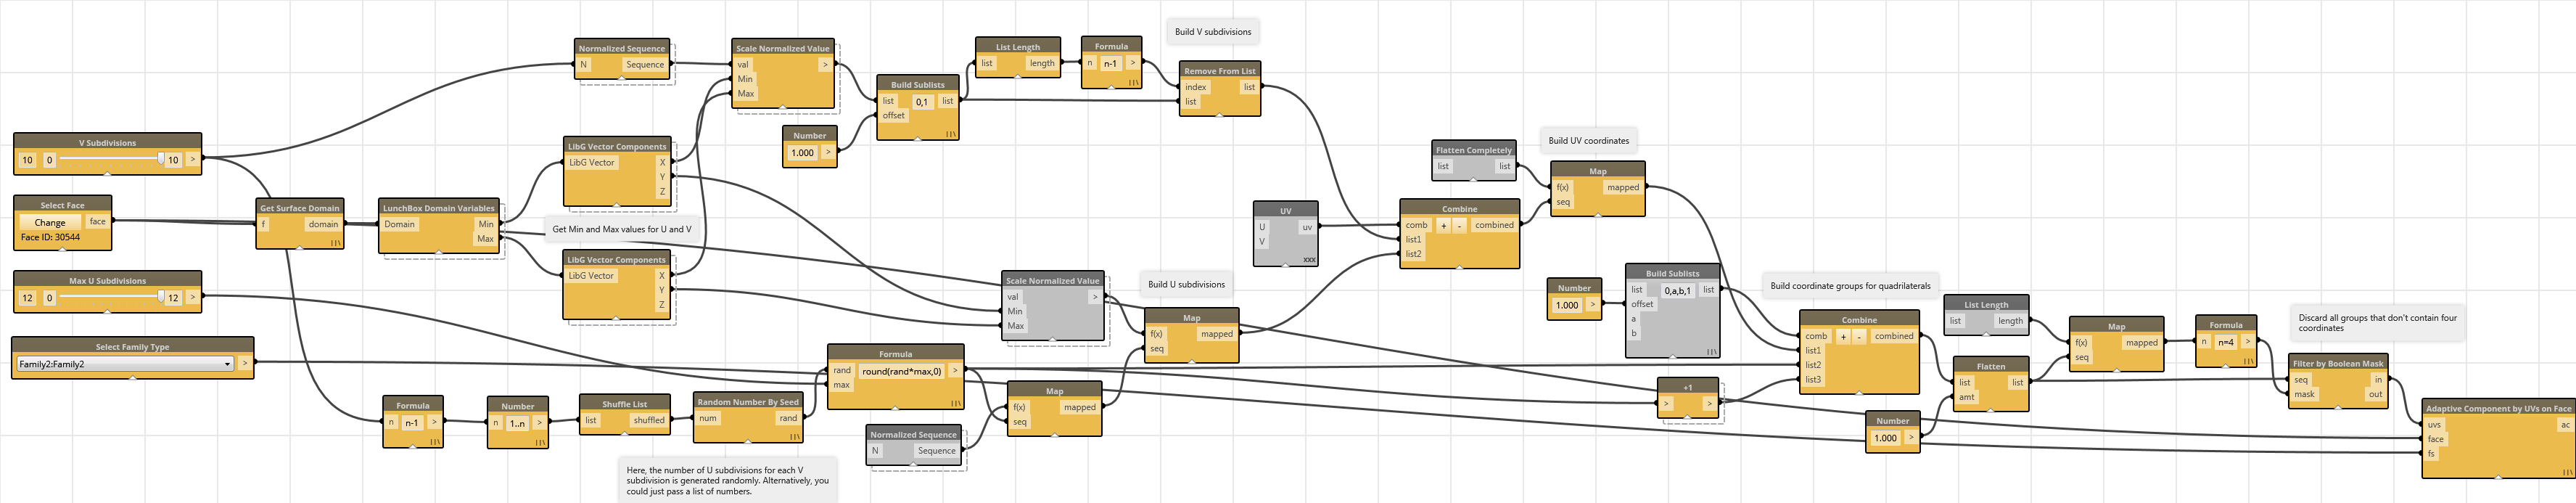 V Subdivisions
10 0 10 >
Select Face
Change face
Face ID: 30544
Max U Subdivisions
12 0 12 >
Select Family Type
Family2:Family2 >
Get Surface Domain
f domain
LunchBox Domain Variables
Domain Min
Max
Normalized Sequence
N Sequence
LibG Vector Components
LibG Vector X
Y
Z
Get Min and Max values for U and V
LibG Vector Components
LibG Vector X
Y
Z
Formula
n n-1 >
Number
n 1..n >
Shuffle List
list shuffled
Random Number By Seed
num rand
Here, the number of U subdivisions for each V
subdivision is generated randomly. Alternatively, you
could just pass a list of numbers.
Scale Normalized Value
val >
Min
Max
Number
1.000 >
Build Sublists
list 0,1 list
offset
List Length
list length
Formula
n n-1 >
Build V subdivisions
Remove From List
index list
list
Formula
rand round(rand*max,0) >
max
Normalized Sequence
N Sequence
Map
f(x) mapped
seq
Scale Normalized Value
val >
Min
Max
Build U subdivisions
Map
f(x) mapped
seq
UV
U uv
V
xxx
Flatten Completely
list list
Combine
comb + - combined
list1
list2
Build UV coordinates
Map
f(x) mapped
seq
Number
1.000 >
Build Sublists
list 0,a,b,1 list
offset
a
b
+1
> >
Build coordinate groups for quadrilaterals
Combine
comb + - combined
list1
list2
list3
Number
1.000 >
List Length
list length
Flatten
list list
amt
Map
f(x) mapped
seq
Formula
n n=4 >
Discard all groups that don't contain four
coordinates
Filter by Boolean Mask
seq in
mask out
Adaptive Component by UVs on Face
uvs ac
face
fs